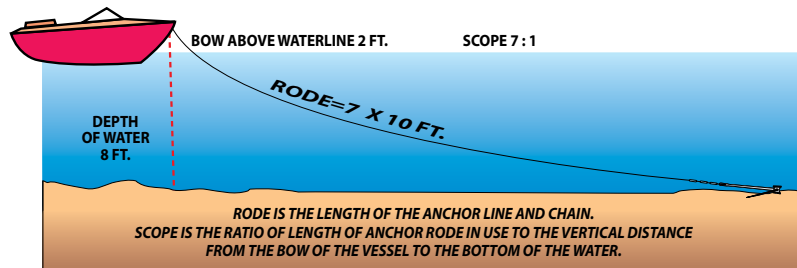 BOW ABOVE WATERLINE 2 FT.
SCOPE 7 : 1
RODE=7 X 10 FT.
DEPTH
OF WATER
8 FT.
RODE IS THE LENGTH OF THE ANCHOR LINE AND CHAIN.
SCOPE IS THE RATIO OF LENGTH OF ANCHOR RODE IN USE TO THE VERTICAL DISTANCE
FROM THE BOW OF THE VESSEL TO THE BOTTOM OF THE WATER.